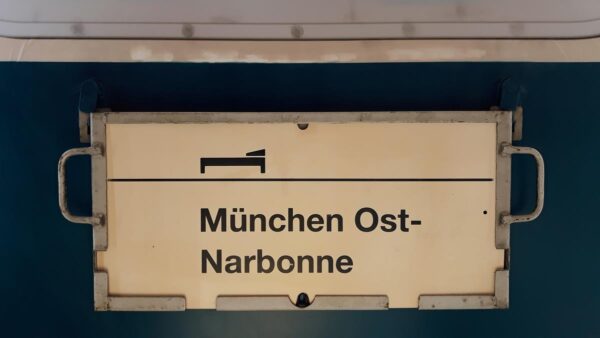 München Ost-
Narbonne